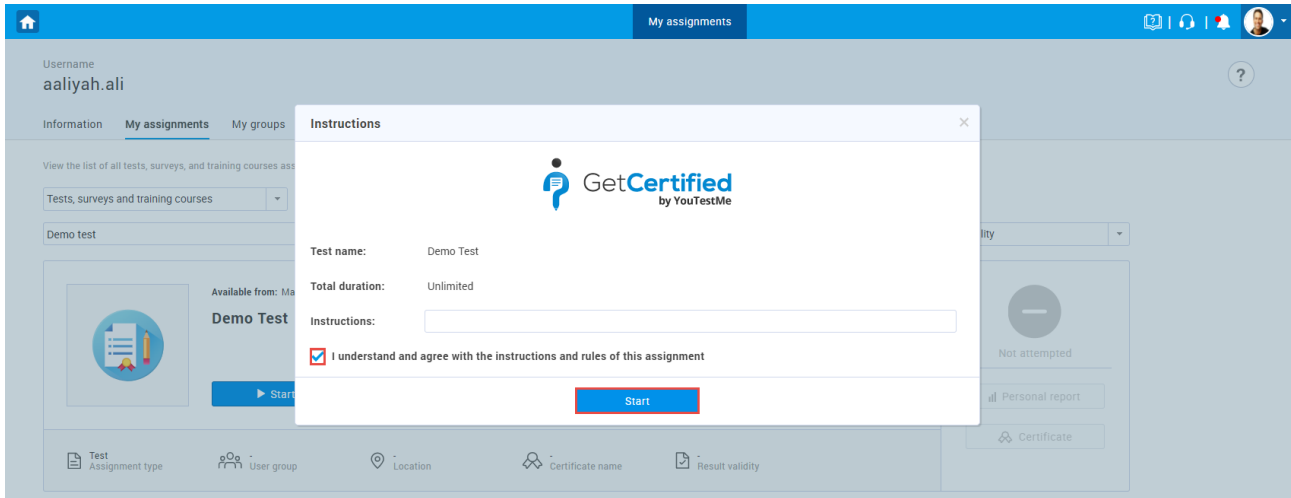 My assignments
Username
aaliyah.ali
?
Information My assignments My groups
View the list of all tests, surveys, and training courses ass
Tests, surveys and training courses
Demo test
lity
Instructions
GetCertified
by YouTestMe
Test name: Demo Test
Total duration: Unlimited
Instructions:
I understand and agree with the instructions and rules of this assignment
Start
Available from: Ma
Demo Test
Start
Not attempted
Personal report
Certificate
Test
Assignment type
-
User group
-
Location
-
Certificate name
-
Result validity